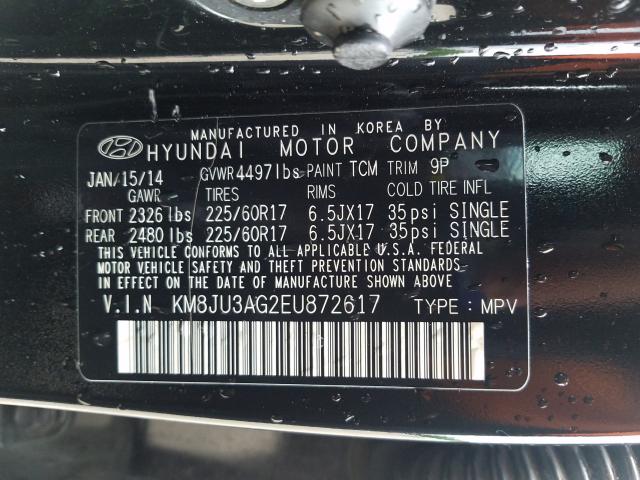 MANUFACTURED IN KOREA BY
HYUNDAI MOTOR COMPANY
JAN/15/14 GVWR 4497lbs PAINT TCM TRIM 9P
GAWR TIRES RIMS COLD TIRE INFL
FRONT 2326 lbs 225/60R17 6.5JX17 35psi SINGLE
REAR 2480 lbs 225/60R17 6.5JX17 35psi SINGLE
THIS VEHICLE CONFORMS TO ALL APPLICABLE U.S.A. FEDERAL
MOTOR VEHICLE SAFETY AND THEFT PREVENTION STANDARDS
IN EFFECT ON THE DATE OF MANUFACTURE SHOWN ABOVE
V.I.N KM8JU3AG2EU872617 TYPE : MPV